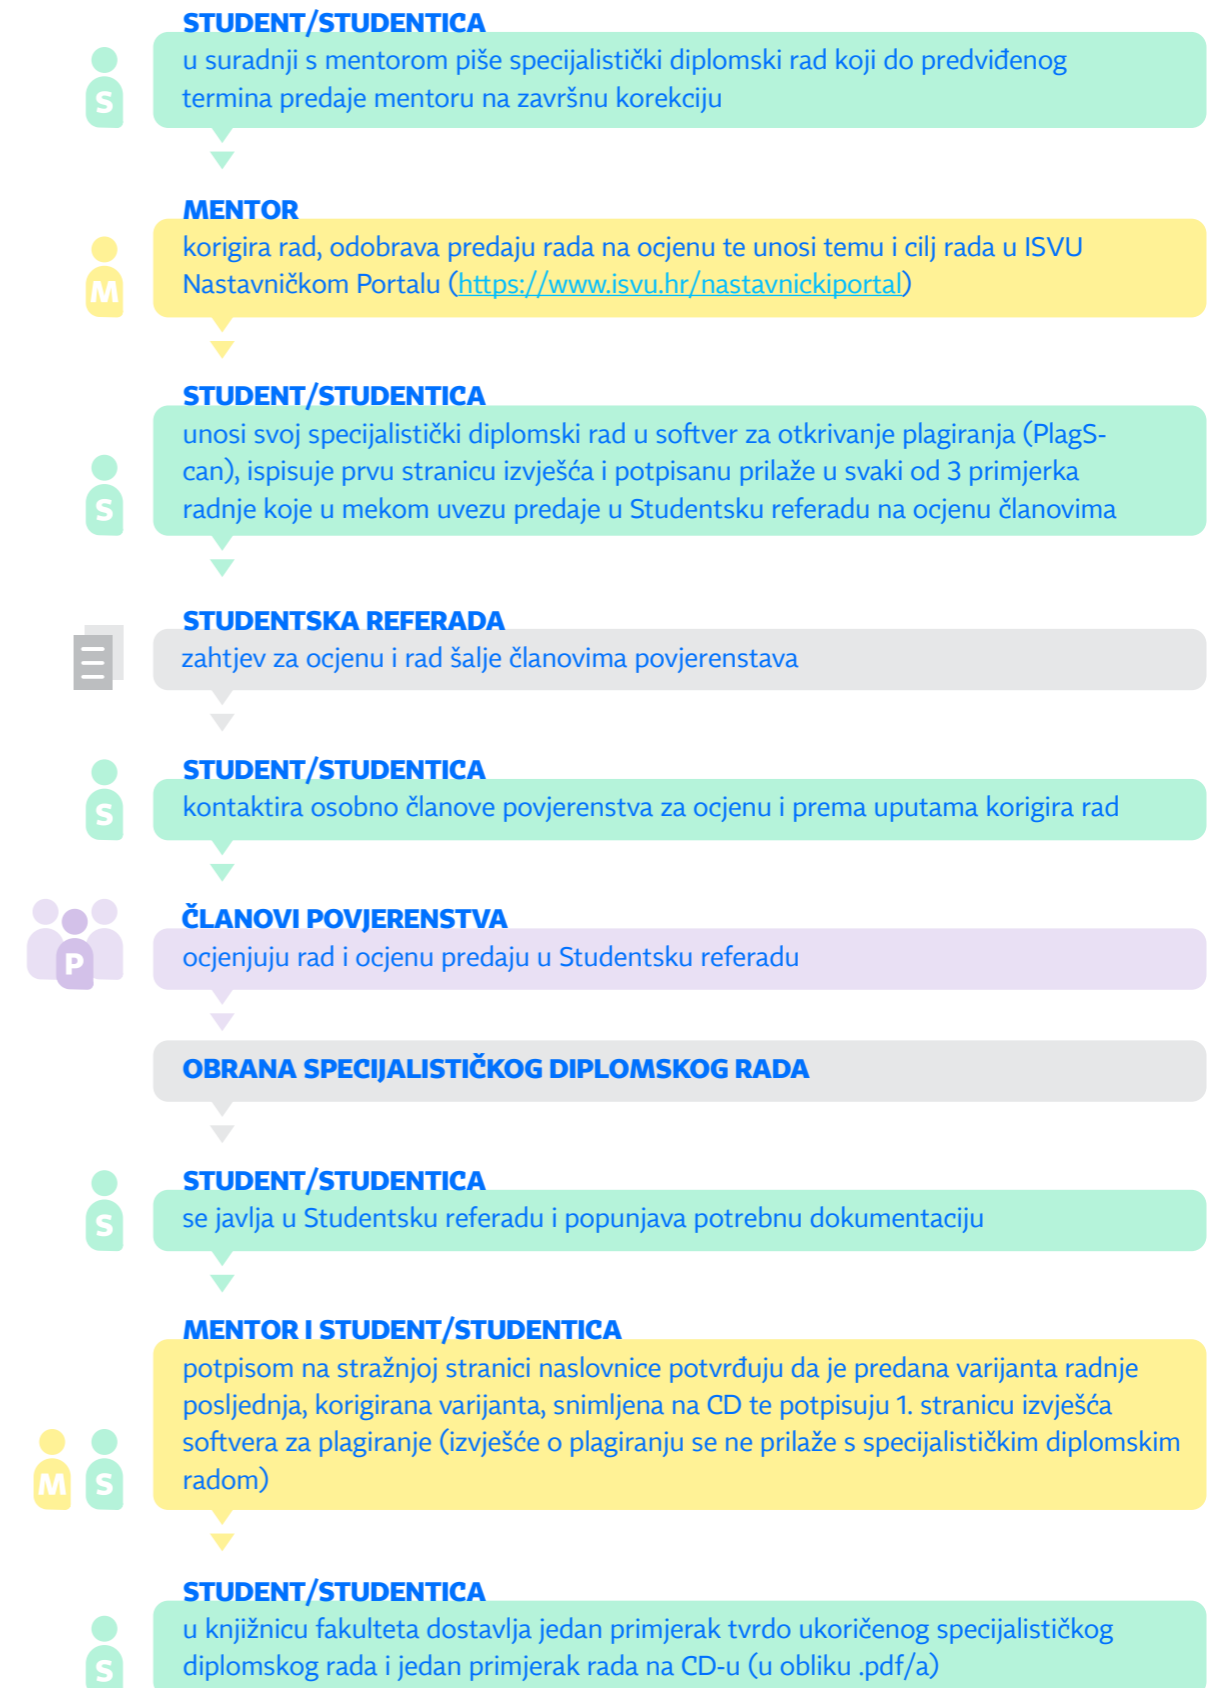 STUDENT/STUDENTICA
u suradnji s mentorom piše specijalistički diplomski rad koji do predviđenog
termina predaje mentoru na završnu korekciju
S
MENTOR
korigira rad, odobrava predaju rada na ocjenu te unosi temu i cilj rada u ISVU
Nastavničkom Portalu (https://www.isvu.hr/nastavnickiportal)
M
STUDENT/STUDENTICA
unosi svoj specijalistički diplomski rad u softver za otkrivanje plagiranja (PlagS-
can), ispisuje prvu stranicu izvješća i potpisanu prilaže u svaki od 3 primjerka
radnje koje u mekom uvezu predaje u Studentsku referadu na ocjenu članovima
S
STUDENTSKA REFERADA
zahtjev za ocjenu i rad šalje članovima povjerenstava
STUDENT/STUDENTICA
kontaktira osobno članove povjerenstva za ocjenu i prema uputama korigira rad
S
ČLANOVI POVJERENSTVA
ocjenjuju rad i ocjenu predaju u Studentsku referadu
P
OBRANA SPECIJALISTIČKOG DIPLOMSKOG RADA
STUDENT/STUDENTICA
se javlja u Studentsku referadu i popunjava potrebnu dokumentaciju
S
MENTOR I STUDENT/STUDENTICA
potpisom na stražnjoj stranici naslovnice potvrđuju da je predana varijanta radnje
posljednja, korigirana varijanta, snimljena na CD te potpisuju 1. stranicu izvješća
softvera za plagiranje (izvješće o plagiranju se ne prilaže s specijalističkim diplomskim
radom)
M S
STUDENT/STUDENTICA
u knjižnicu fakulteta dostavlja jedan primjerak tvrdo ukoričenog specijalističkog
diplomskog rada i jedan primjerak rada na CD-u (u obliku .pdf/a)
S